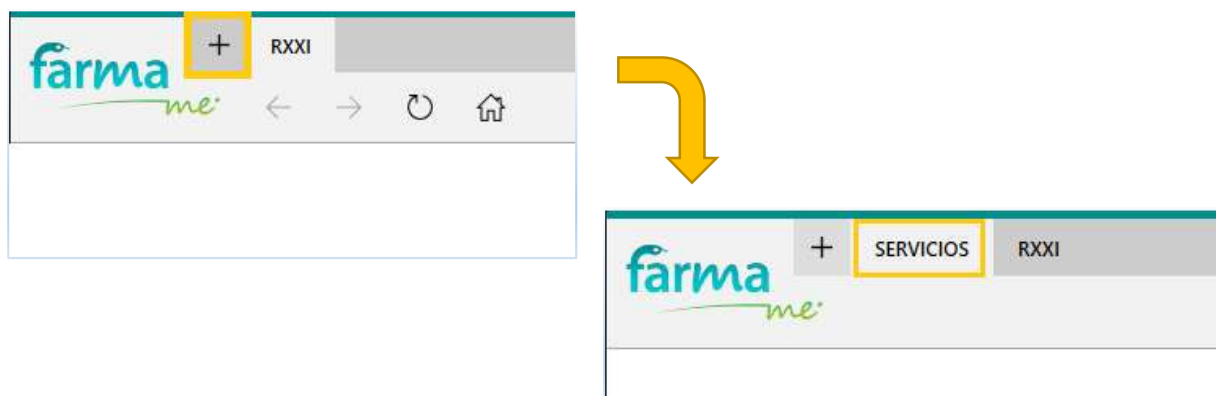 + RXXI
farma
me
+ SERVICIOS RXXI
farma
me